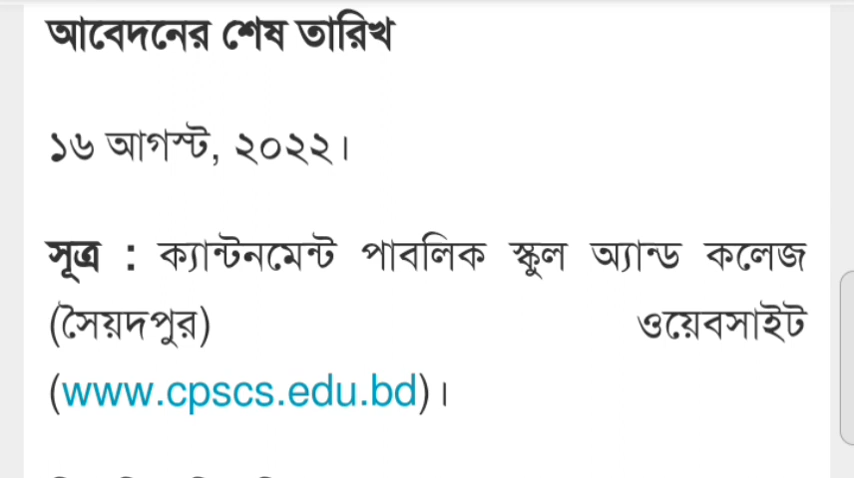 আবেদনের শেষ তারিখ
১৬ আগস্ট, ২০২২।
সূত্র : ক্যান্টনমেন্ট পাবলিক স্কুল অ্যান্ড কলেজ
(সৈয়দপুর) ওয়েবসাইট
(www.cpscs.edu.bd)।